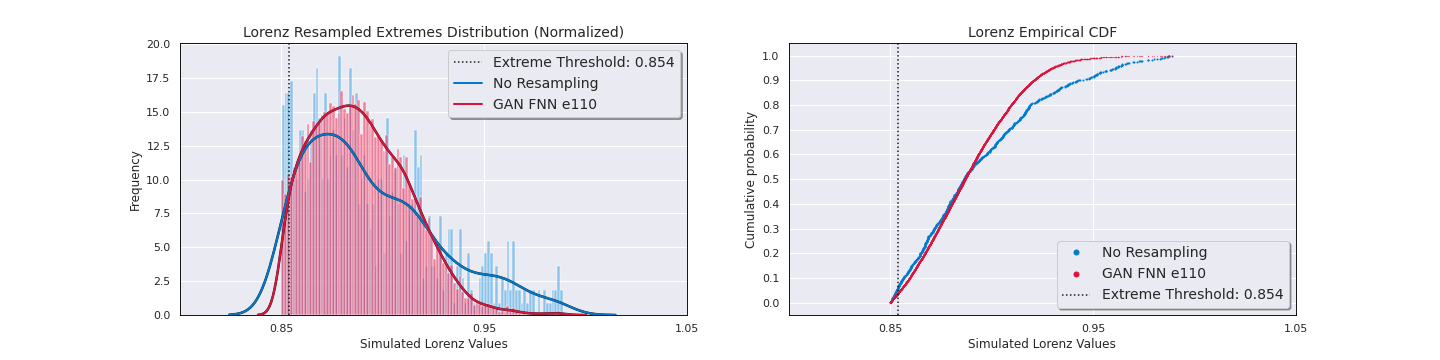 Lorenz Resampled Extremes Distribution (Normalized)
20.0
17.5
15.0
12.5
10.0
7.5
5.0
2.5
0.0
Frequency
Extreme Threshold: 0.854
No Resampling
GAN FNN e110
0.85
0.95
1.05
Simulated Lorenz Values
Lorenz Empirical CDF
1.0
0.9
0.8
0.7
0.6
0.5
0.4
0.3
0.2
0.1
0.0
Cumulative probability
No Resampling
GAN FNN e110
Extreme Threshold: 0.854
0.85
0.95
1.05
Simulated Lorenz Values